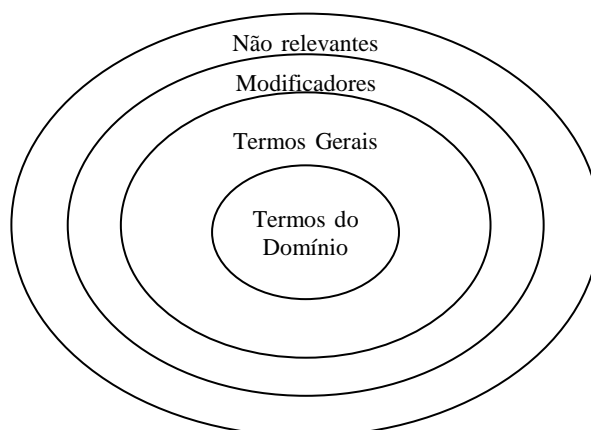 Não relevantes
Modificadores
Termos Gerais
Termos do
Domínio